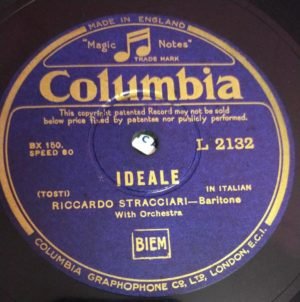 MADE IN ENGLAND
"Magic Notes"
TRADE MARK
Columbia
This copyright patented Record may not be sold
below price fixed by patentee nor publicly performed.
BX 150.
SPEED 80
L 2132
IDEALE
(TOSTI)
IN ITALIAN
RICCARDO STRACCIARI—Baritone
With Orchestra
BIEM
COLUMBIA GRAPHOPHONE CO, LTD, LONDON, E.C.1.